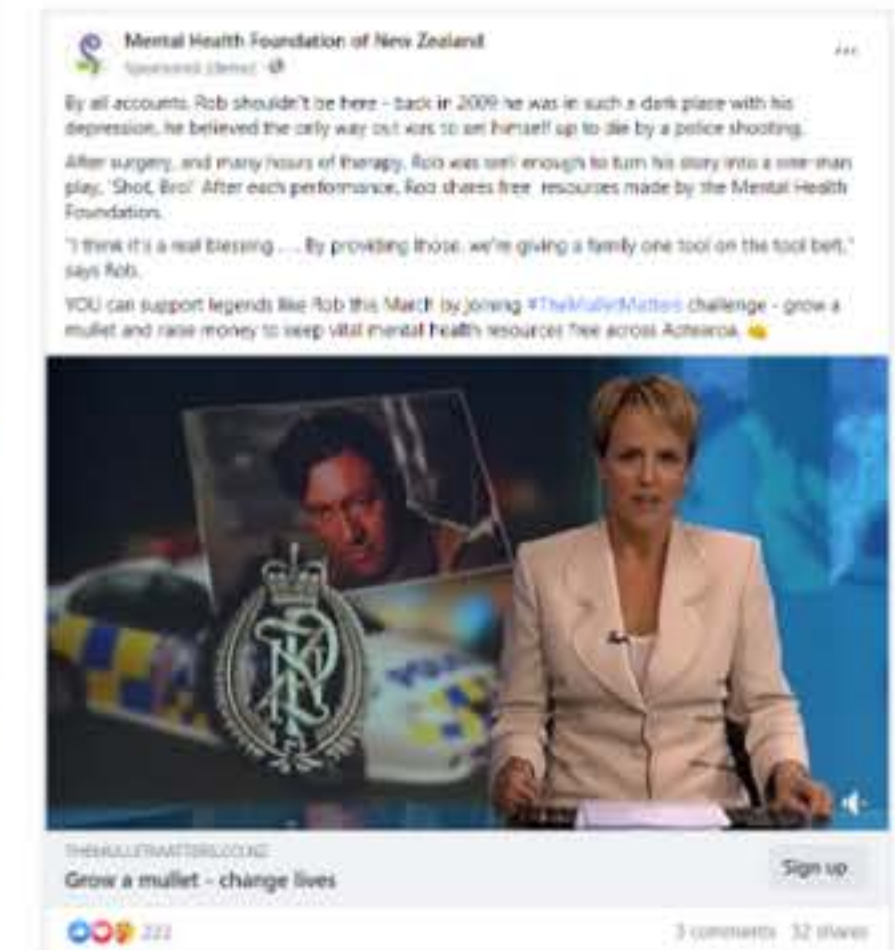 Mental Health Foundation of New Zealand
Sponsored (demo)
By all accounts, Rob shouldn't be here - back in 2009 he was in such a dark place with his
depression, he believed the only way out was to set himself up to die by a police shooting.
After surgery, and many hours of therapy, Rob was well enough to turn his story into a one-man
play, 'Shot, Bro!' After each performance, Rob shares free resources made by the Mental Health
Foundation.
"I think it's a real blessing . . . By providing those, we're giving a family one tool on the tool belt,"
says Rob.
YOU can support legends like Rob this March by joining #TheMulletMatters challenge - grow a
mullet and raise money to keep vital mental health resources free across Aotearoa.
POLICE
THEMULLETMATTERS.CO.NZ
Grow a mullet - change lives
Sign up
222
3 comments 32 shares